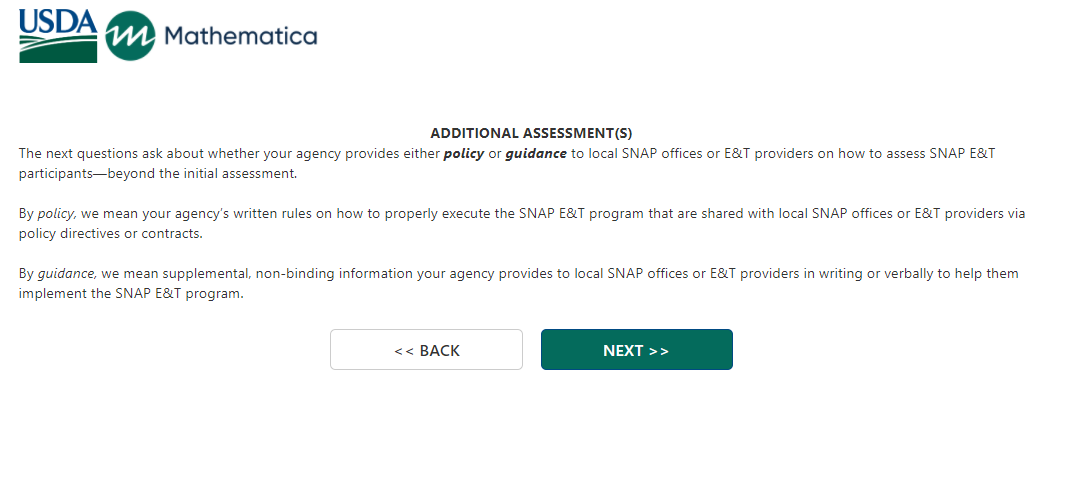 USDA
Mathematica
ADDITIONAL ASSESSMENT(S)
The next questions ask about whether your agency provides either policy or guidance to local SNAP offices or E&T providers on how to assess SNAP E&T
participants—beyond the initial assessment.
By policy, we mean your agency’s written rules on how to properly execute the SNAP E&T program that are shared with local SNAP offices or E&T providers via
policy directives or contracts.
By guidance, we mean supplemental, non-binding information your agency provides to local SNAP offices or E&T providers in writing or verbally to help them
implement the SNAP E&T program.
<< BACK
NEXT >>